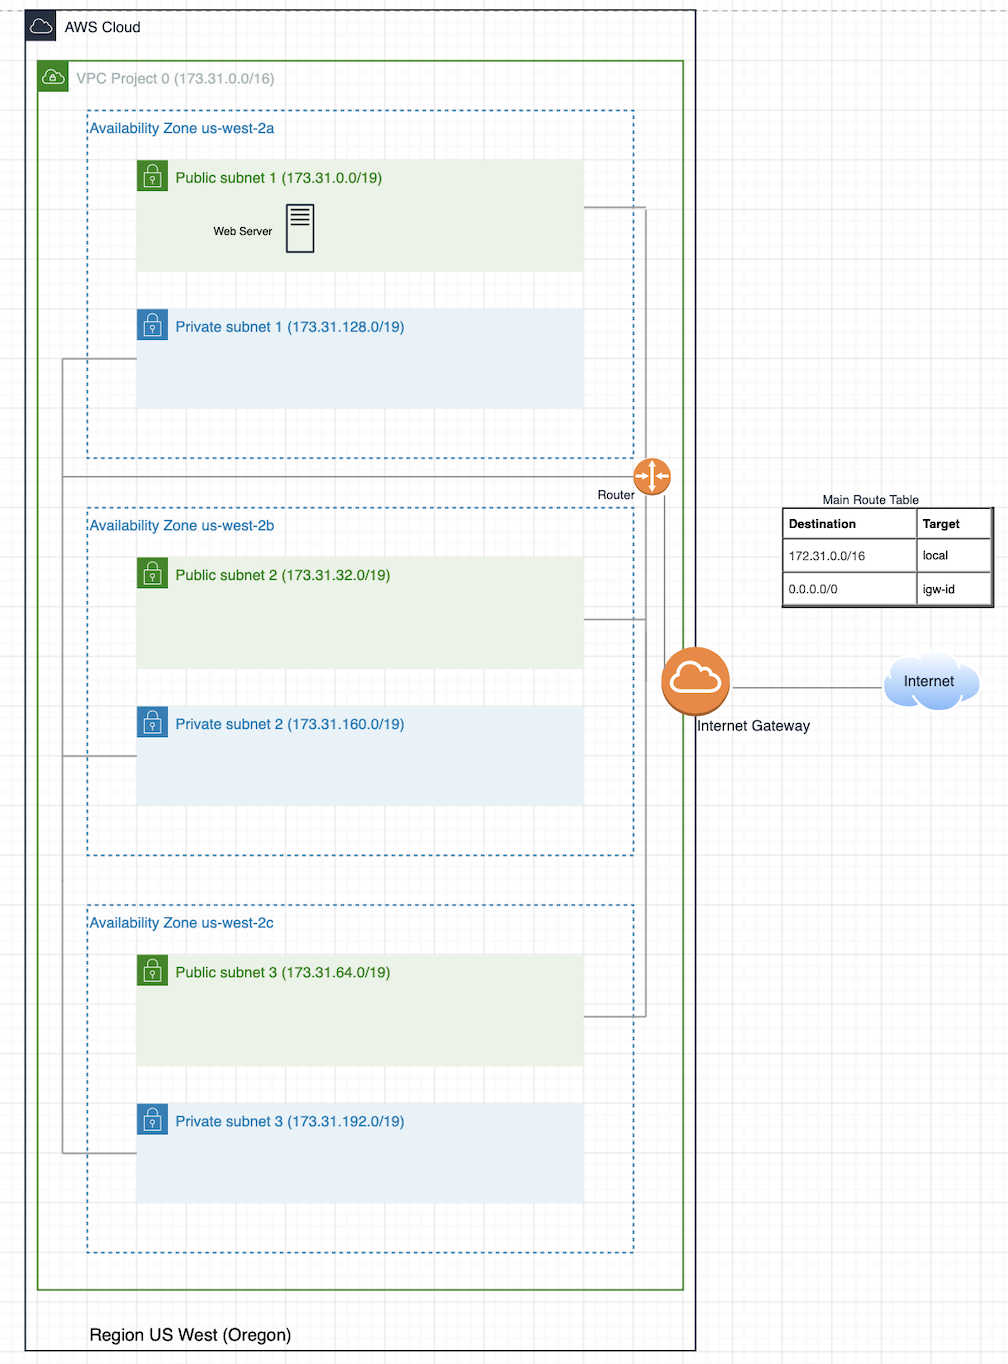 AWS Cloud
VPC Project 0 (173.31.0.0/16)
Availability Zone us-west-2a
Public subnet 1 (173.31.0.0/19)
Web Server
Private subnet 1 (173.31.128.0/19)
Router
Availability Zone us-west-2b
Public subnet 2 (173.31.32.0/19)
Private subnet 2 (173.31.160.0/19)
Main Route Table
Destination Target
172.31.0.0/16 local
0.0.0.0/0 igw-id
Internet
Internet Gateway
Availability Zone us-west-2c
Public subnet 3 (173.31.64.0/19)
Private subnet 3 (173.31.192.0/19)
Region US West (Oregon)